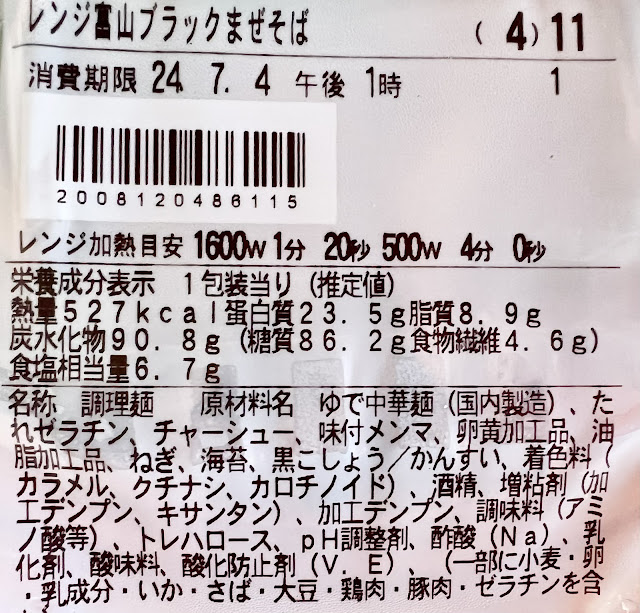 レンジ富山ブラックまぜそば (4) 11
消費期限 24. 7. 4 午後 1時 1
2008120486115
レンジ加熱目安 1600W 1分 20秒 500W 4分 0秒
栄養成分表示 1包装当り(推定値)
熱量527kcal蛋白質23.5g脂質8.9g
炭水化物90.8g(糖質86.2g食物繊維4.6g)
食塩相当量6.7g
名称 調理麺 原材料名 ゆで中華麺(国内製造)、た
れゼラチン、チャーシュー、味付メンマ、卵黄加工品、油
脂加工品、ねぎ、海苔、黒こしょう/かんすい、着色料(
カラメル、クチナシ、カロチノイド)、酒精、増粘剤(加
工デンプン、キサンタン)、加工デンプン、調味料(アミ
ノ酸等)、トレハロース、pH調整剤、酢酸(Na)、乳
化剤、酸味料、酸化防止剤(V.E)、(一部に小麦・卵
・乳成分・いか・さば・大豆・鶏肉・豚肉・ゼラチンを含